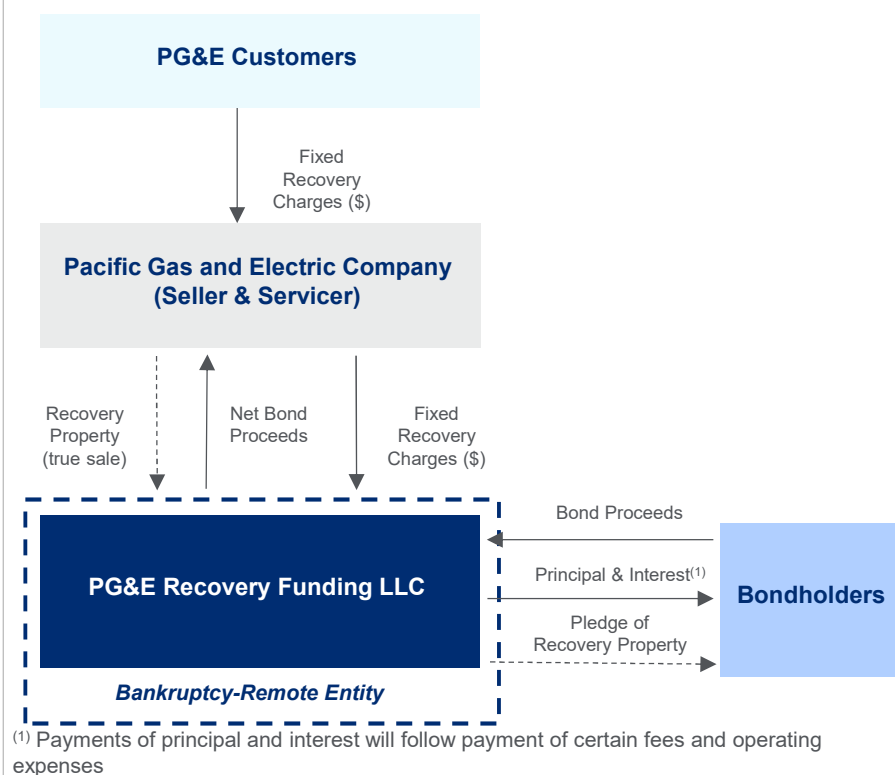 PG&E Customers
Fixed
Recovery
Charges ($)
Pacific Gas and Electric Company
(Seller & Servicer)
Recovery
Property
(true sale)
Net Bond
Proceeds
Fixed
Recovery
Charges ($)
Bond Proceeds
PG&E Recovery Funding LLC
Principal & Interest(1)
Bondholders
Pledge of
Recovery Property
Bankruptcy-Remote Entity
(1) Payments of principal and interest will follow payment of certain fees and operating
expenses